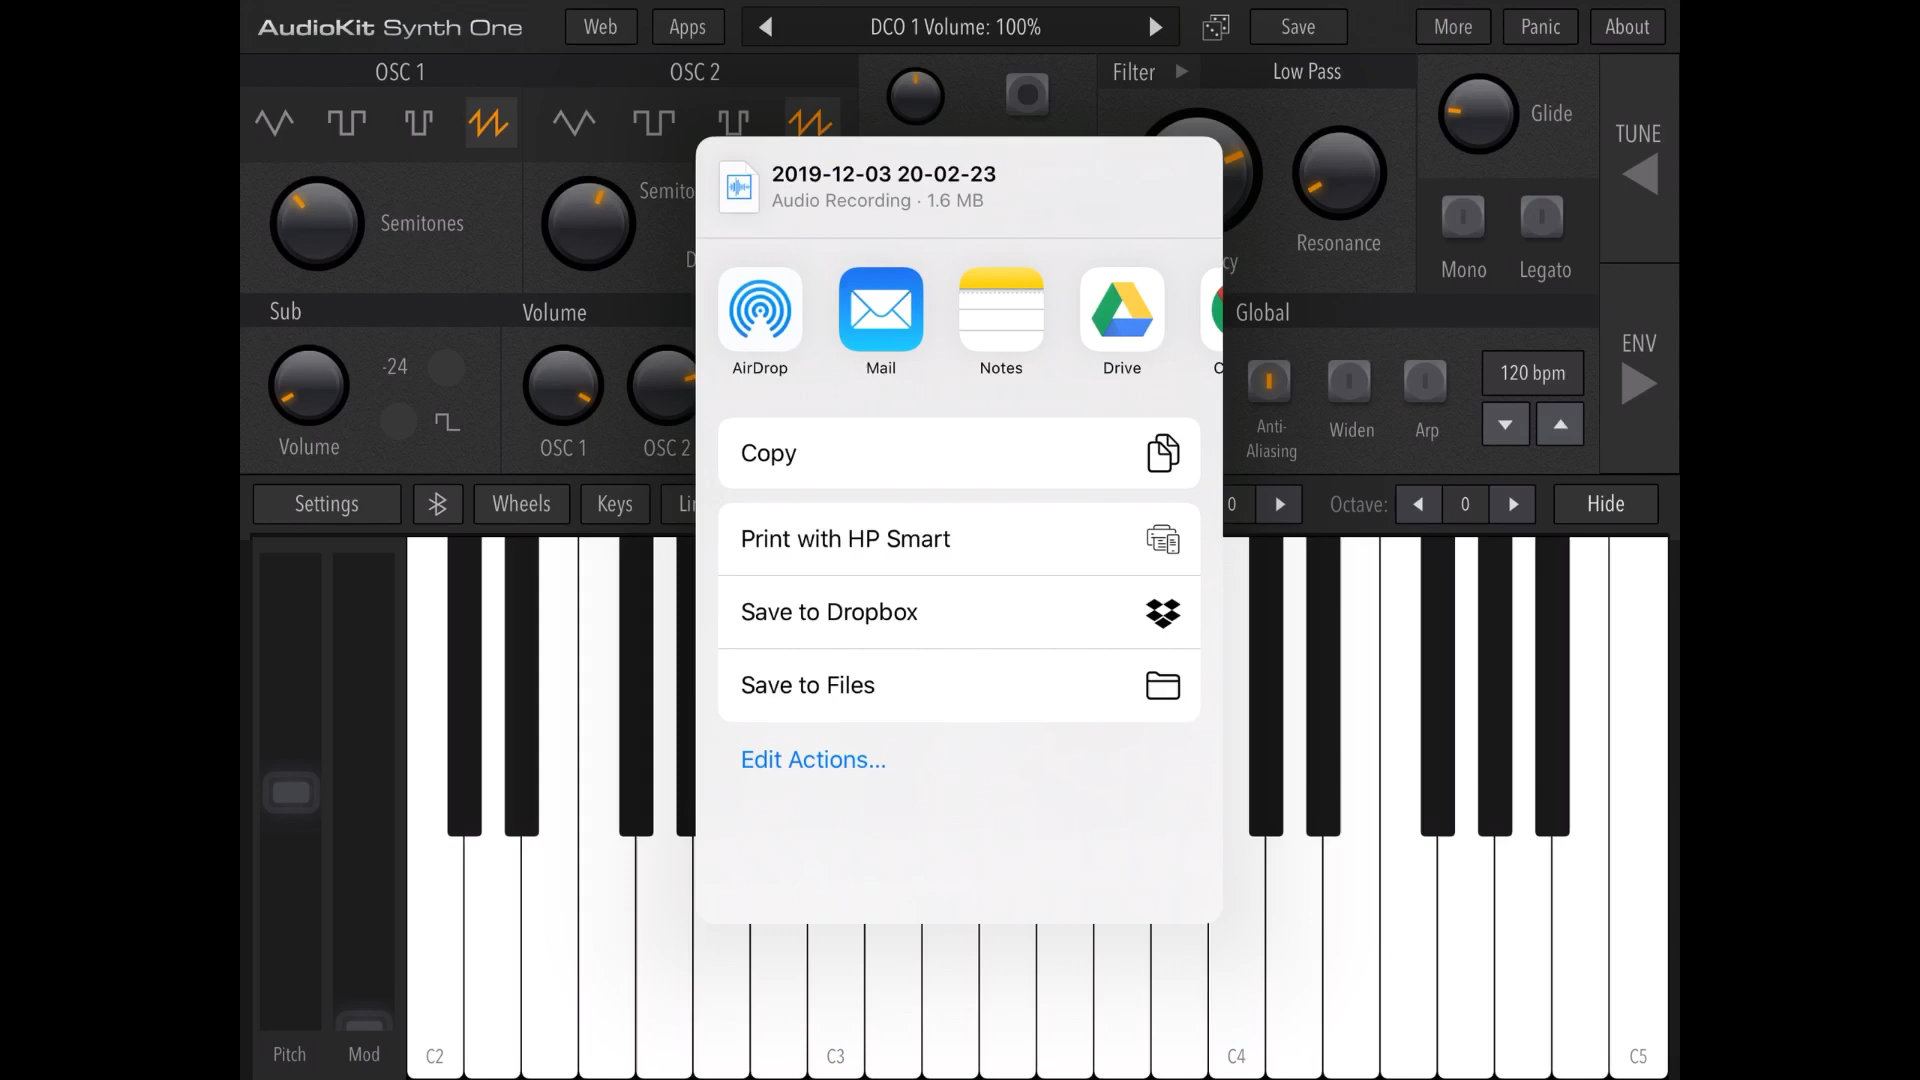 AudioKit Synth One
Web
Apps
DCO 1 Volume: 100%
Save
More
Panic
About
OSC 1
OSC 2
Filter
Low Pass
Glide
TUNE
2019-12-03 20-02-23
Audio Recording · 1.6 MB
Semitones
Semito
D
cy
Resonance
Mono
Legato
Sub
Volume
Global
AirDrop
Mail
Notes
Drive
C
ENV
-24
120 bpm
Volume
OSC 1
OSC 2
Anti-
Aliasing
Widen
Arp
Copy
Settings
Wheels
Keys
Li
0
Octave:
0
Hide
Print with HP Smart
Save to Dropbox
Save to Files
Edit Actions...
Pitch
Mod
C2
C3
C4
C5